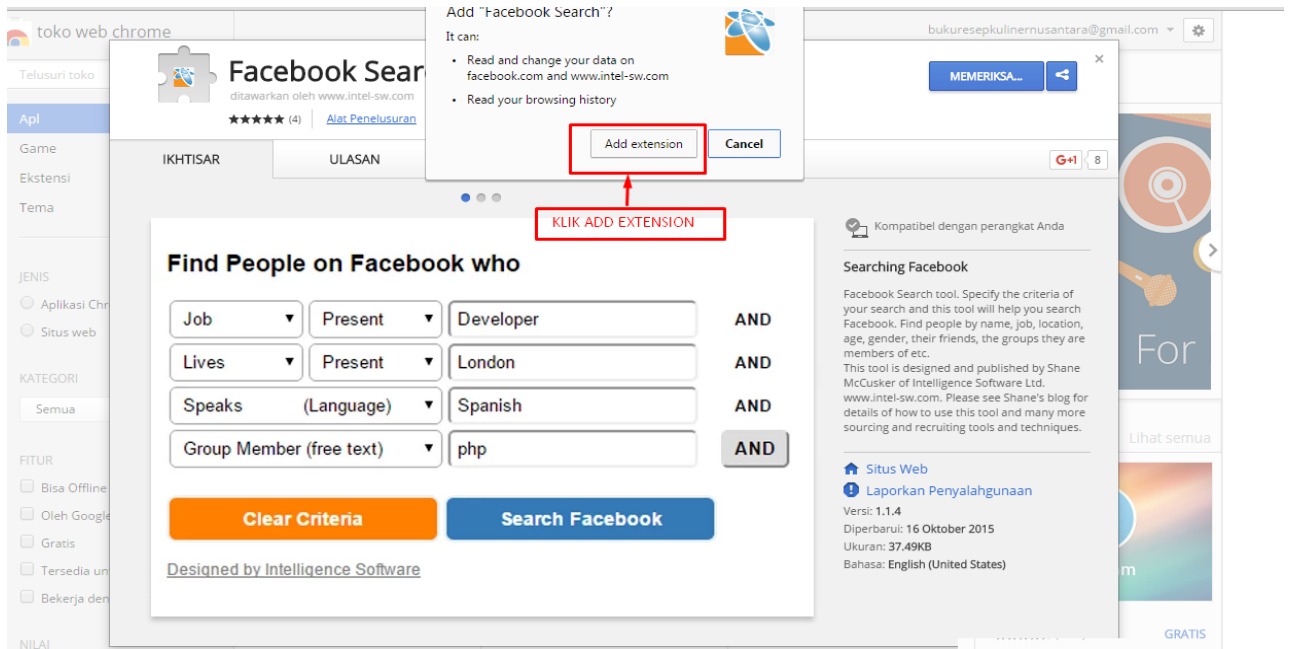 toko web chrome
bukuresepkulinernusantara@gmail.com
Telusuri toko
Apl
Game
Ekstensi
Tema
JENIS
Aplikasi Chr
Situs web
KATEGORI
Semua
FITUR
Bisa Offline
Oleh Google
Gratis
Tersedia un
Bekerja den
NILAI
Facebook Sear
ditawarkan oleh www.intel-sw.com
(4)
Alat Penelusuran
MEMERIKSA...
Add "Facebook Search"?
It can:
• Read and change your data on
facebook.com and www.intel-sw.com
• Read your browsing history
Add extension
Cancel
KLIK ADD EXTENSION
IKHTISAR
ULASAN
G+1
8
Find People on Facebook who
Job Present Developer AND
Lives Present London AND
Speaks (Language) Spanish AND
Group Member (free text) php AND
Clear Criteria
Search Facebook
Designed by Intelligence Software
Kompatibel dengan perangkat Anda
Searching Facebook
Facebook Search tool. Specify the criteria of
your search and this tool will help you search
Facebook. Find people by name, job, location,
age, gender, their friends, the groups they are
members of etc.
This tool is designed and published by Shane
McCusker of Intelligence Software Ltd.
www.intel-sw.com. Please see Shane's blog for
details of how to use this tool and many more
sourcing and recruiting tools and techniques.
Situs Web
Laporkan Penyalahgunaan
Versi: 1.1.4
Diperbarui: 16 Oktober 2015
Ukuran: 37.49KB
Bahasa: English (United States)
For
Lihat semua
m
GRATIS